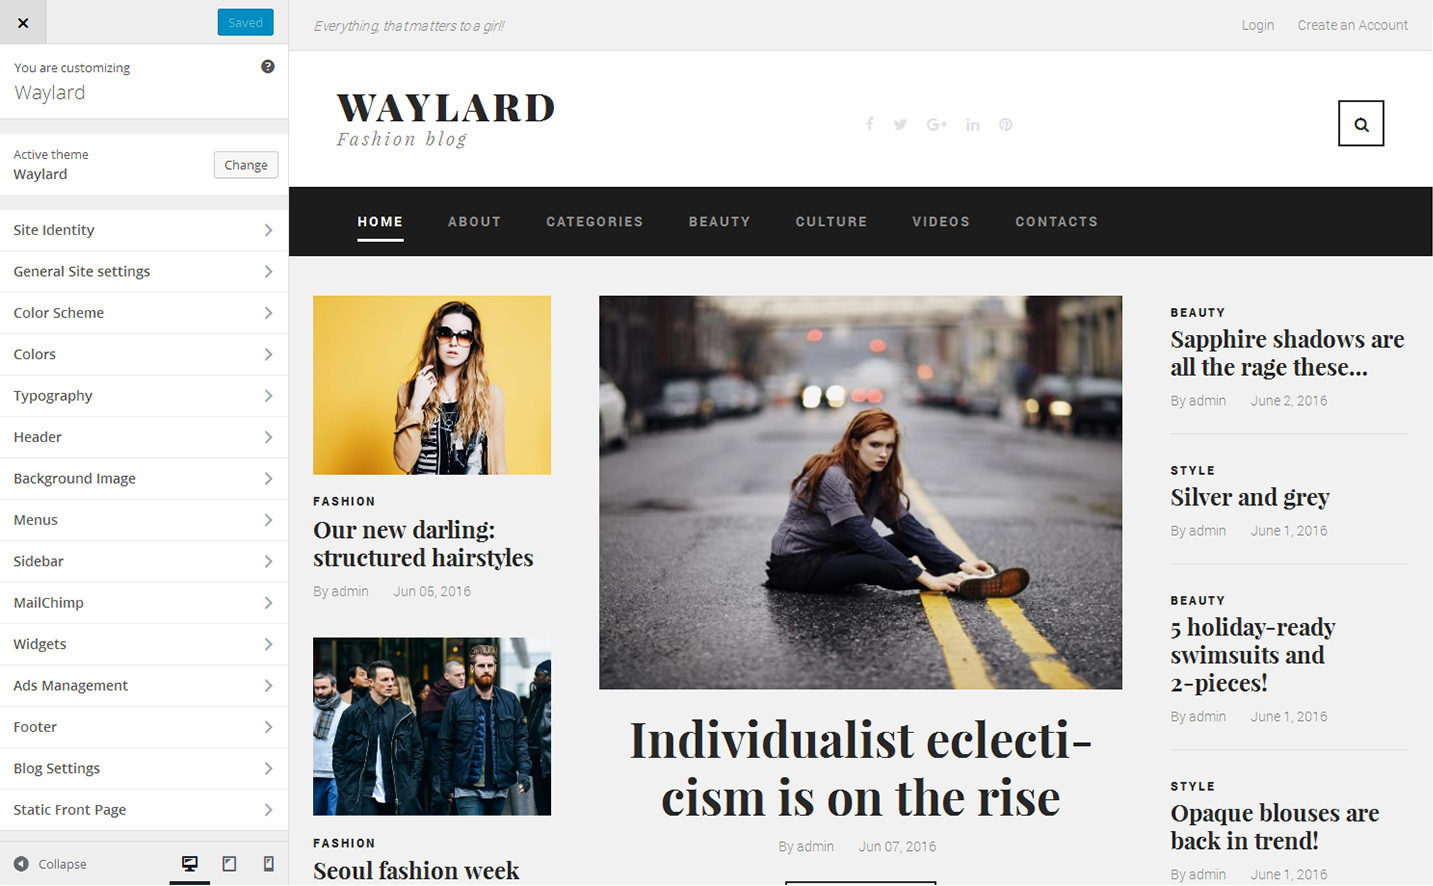 Saved
You are customizing
Waylard
Active theme
Waylard
Change
Site Identity
General Site settings
Color Scheme
Colors
Typography
Header
Background Image
Menus
Sidebar
MailChimp
Widgets
Ads Management
Footer
Blog Settings
Static Front Page
Collapse
Everything, that matters to a girl!
Login Create an Account
WAYLARD
Fashion blog
HOME ABOUT CATEGORIES BEAUTY CULTURE VIDEOS CONTACTS
FASHION
Our new darling:
structured hairstyles
By admin Jun 05, 2016
FASHION
Seoul fashion week
Individualist eclecti-
cism is on the rise
By admin Jun 07, 2016
BEAUTY
Sapphire shadows are
all the rage these...
By admin June 2, 2016
STYLE
Silver and grey
By admin June 1, 2016
BEAUTY
5 holiday-ready
swimsuits and
2-pieces!
By admin June 1, 2016
STYLE
Opaque blouses are
back in trend!
By admin June 1, 2016